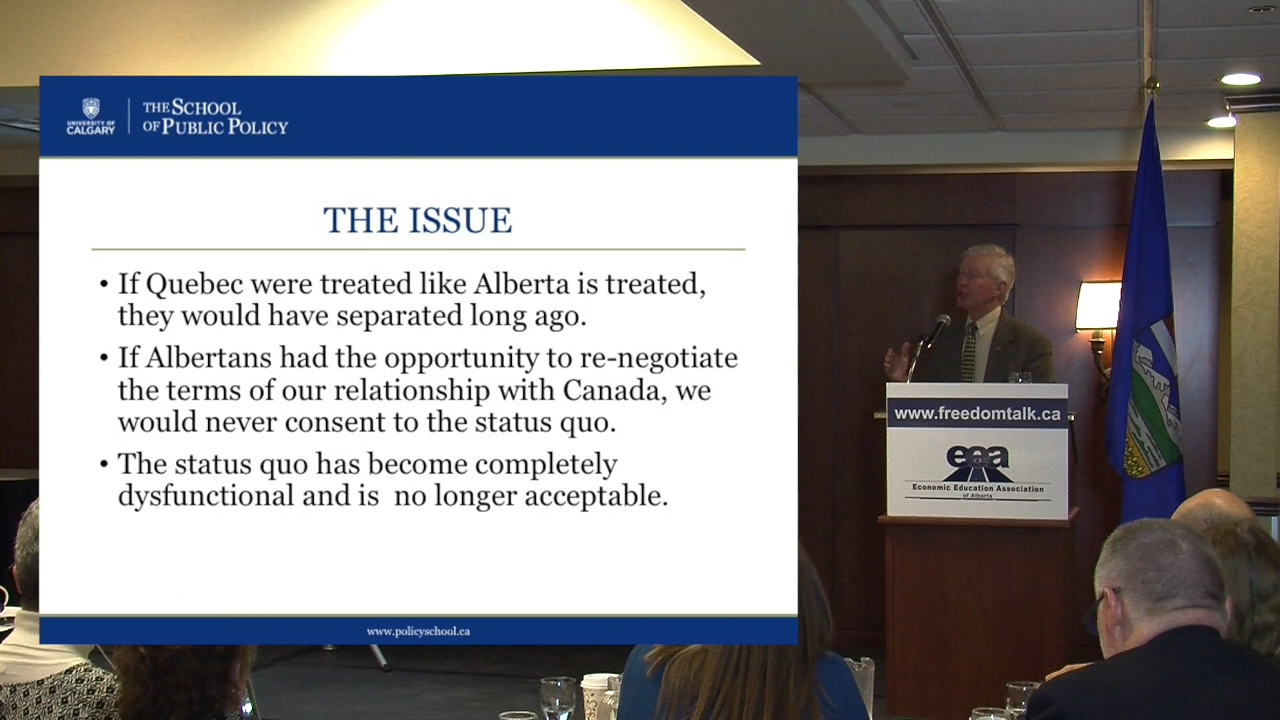 UNIVERSITY OF
CALGARY
THE SCHOOL
OF PUBLIC POLICY
THE ISSUE
• If Quebec were treated like Alberta is treated,
they would have separated long ago.
• If Albertans had the opportunity to re-negotiate
the terms of our relationship with Canada, we
would never consent to the status quo.
• The status quo has become completely
dysfunctional and is  no longer acceptable.
www.policyschool.ca
www.freedomtalk.ca
eea
Economic Education Association
of Alberta